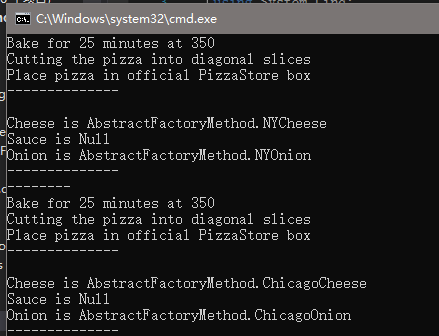 C:\Windows\system32\cmd.exe
Bake for 25 minutes at 350
Cutting the pizza into diagonal slices
Place pizza in official PizzaStore box
--------------
Cheese is AbstractFactoryMethod.NYCheese
Sauce is Null
Onion is AbstractFactoryMethod.NYOnion
--------------
--------
Bake for 25 minutes at 350
Cutting the pizza into diagonal slices
Place pizza in official PizzaStore box
--------------
Cheese is AbstractFactoryMethod.ChicagoCheese
Sauce is Null
Onion is AbstractFactoryMethod.ChicagoOnion
--------------